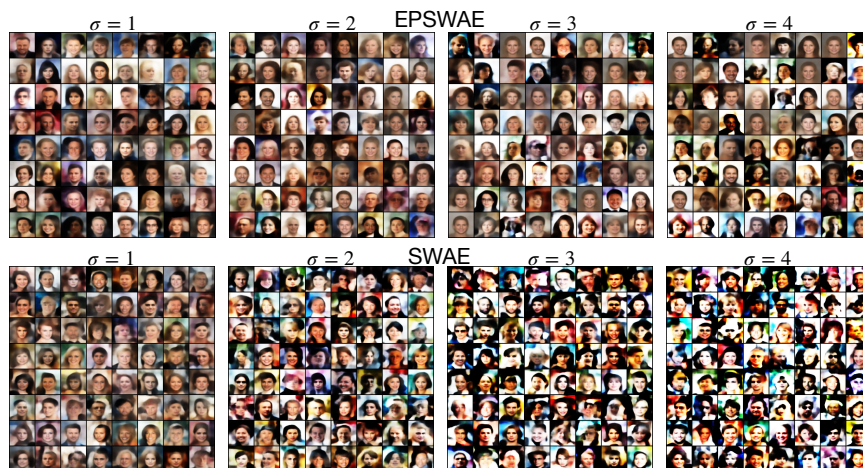 EPSWAE
σ = 1 σ = 2 σ = 3 σ = 4
SWAE
σ = 1 σ = 2 σ = 3 σ = 4